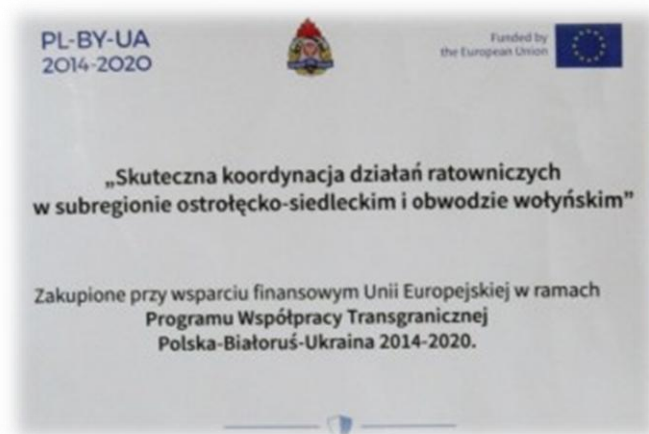 PL-BY-UA
2014-2020
Funded by
the European Union
„Skuteczna koordynacja działań ratowniczych
w subregionie ostrołęcko-siedleckim i obwodzie wołyńskim”
Zakupione przy wsparciu finansowym Unii Europejskiej w ramach
Programu Współpracy Transgranicznej
Polska-Białoruś-Ukraina 2014-2020.